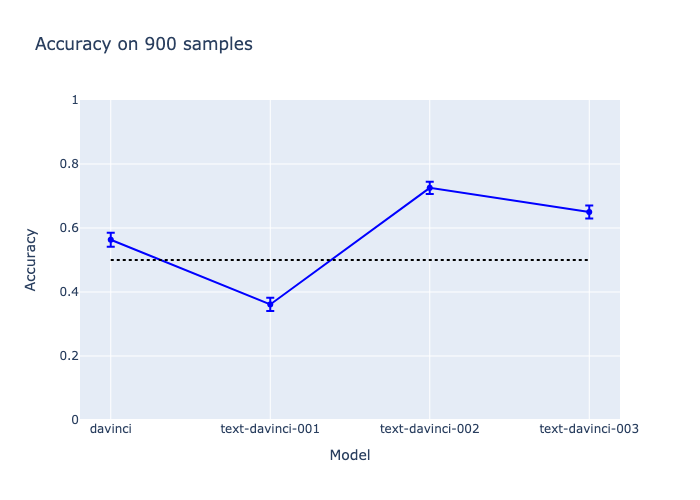 Accuracy on 900 samples
1
0.8
0.6
0.4
0.2
0
Accuracy
davinci
text-davinci-001
text-davinci-002
text-davinci-003
Model